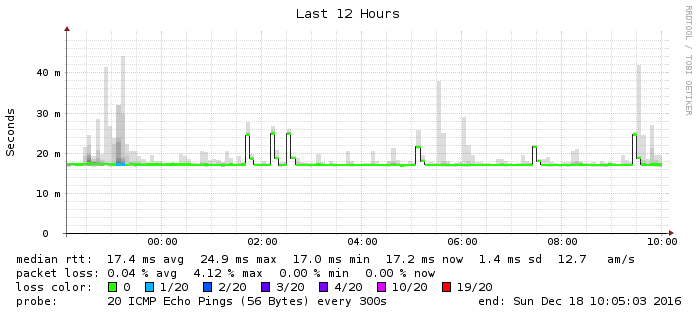 Last 12 Hours
RRDTOOL / TOBI OETIKER
Seconds
40 m
30 m
20 m
10 m
0
00:00 02:00 04:00 06:00 08:00 10:00
median rtt: 17.4 ms avg 24.9 ms max 17.0 ms min 17.2 ms now 1.4 ms sd 12.7 am/s
packet loss: 0.04 % avg 4.12 % max 0.00 % min 0.00 % now
loss color: 0 1/20 2/20 3/20 4/20 10/20 19/20
probe: 20 ICMP Echo Pings (56 Bytes) every 300s end: Sun Dec 18 10:05:03 2016